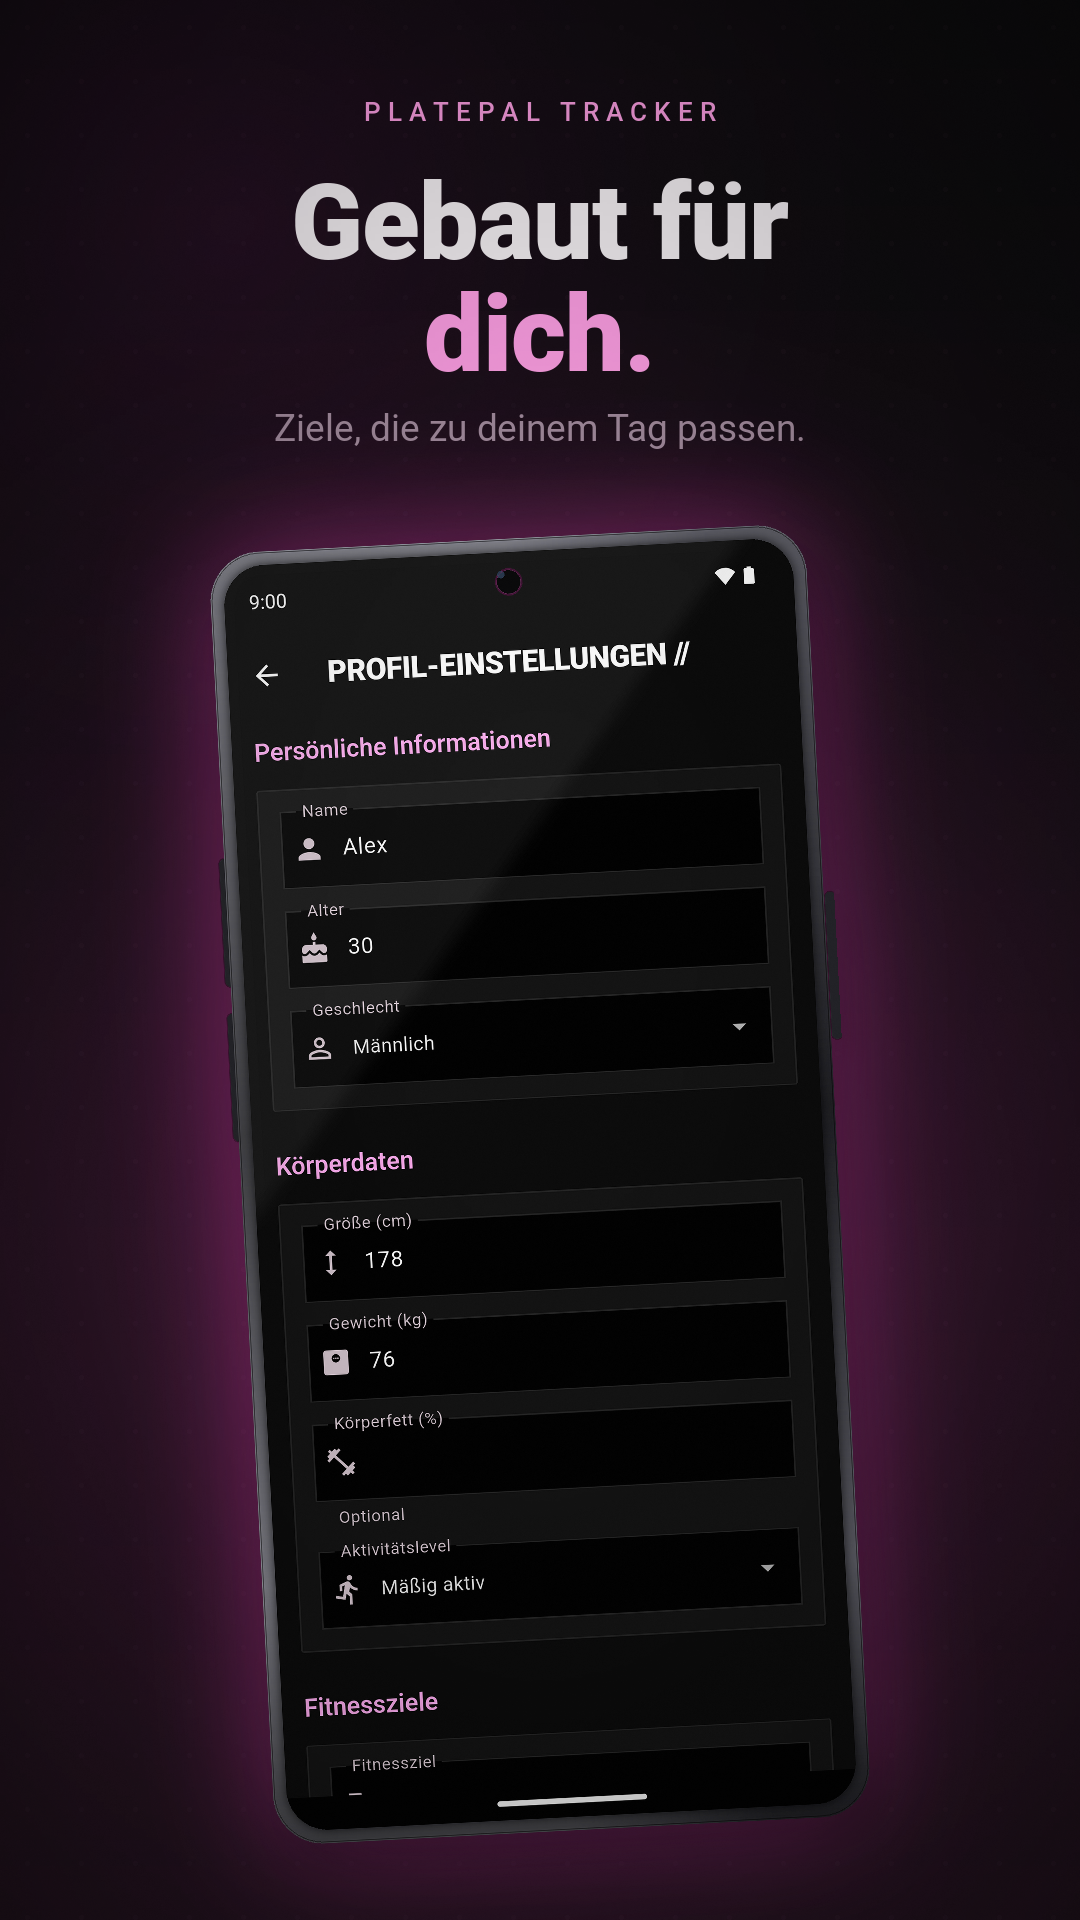 PLATEPAL TRACKER
Gebaut für
dich.
Ziele, die zu deinem Tag passen.
9:00
PROFIL-EINSTELLUNGEN //
Persönliche Informationen
Name
Alex
Alter
30
Geschlecht
Männlich
Körperdaten
Größe (cm)
178
Gewicht (kg)
76
Körperfett (%)
Optional
Aktivitätslevel
Mäßig aktiv
Fitnessziele
Fitnessziel